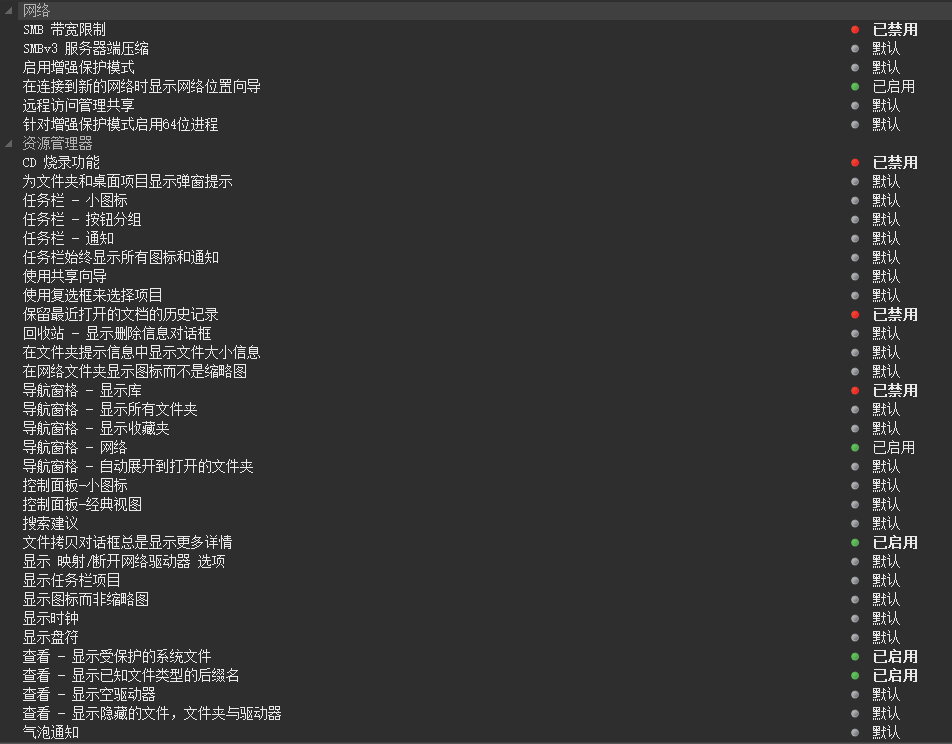 网络
SMB 带宽限制 已禁用
SMBv3 服务器端压缩 默认
启用增强保护模式 默认
在连接到新的网络时显示网络位置向导 已启用
远程访问管理共享 默认
针对增强保护模式启用64位进程 默认
资源管理器
CD 烧录功能 已禁用
为文件夹和桌面项目显示弹窗提示 默认
任务栏 - 小图标 默认
任务栏 - 按钮分组 默认
任务栏 - 通知 默认
任务栏始终显示所有图标和通知 默认
使用共享向导 默认
使用复选框来选择项目 默认
保留最近打开的文档的历史记录 已禁用
回收站 - 显示删除信息对话框 默认
在文件夹提示信息中显示文件大小信息 默认
在网络文件夹显示图标而不是缩略图 默认
导航窗格 - 显示库 已禁用
导航窗格 - 显示所有文件夹 默认
导航窗格 - 显示收藏夹 默认
导航窗格 - 网络 已启用
导航窗格 - 自动展开到打开的文件夹 默认
控制面板-小图标 默认
控制面板-经典视图 默认
搜索建议 默认
文件拷贝对话框总是显示更多详情 已启用
显示 映射/断开网络驱动器 选项 默认
显示任务栏项目 默认
显示图标而非缩略图 默认
显示时钟 默认
显示盘符 默认
查看 - 显示受保护的系统文件 已启用
查看 - 显示已知文件类型的后缀名 已启用
查看 - 显示空驱动器 默认
查看 - 显示隐藏的文件，文件夹与驱动器 默认
气泡通知 默认